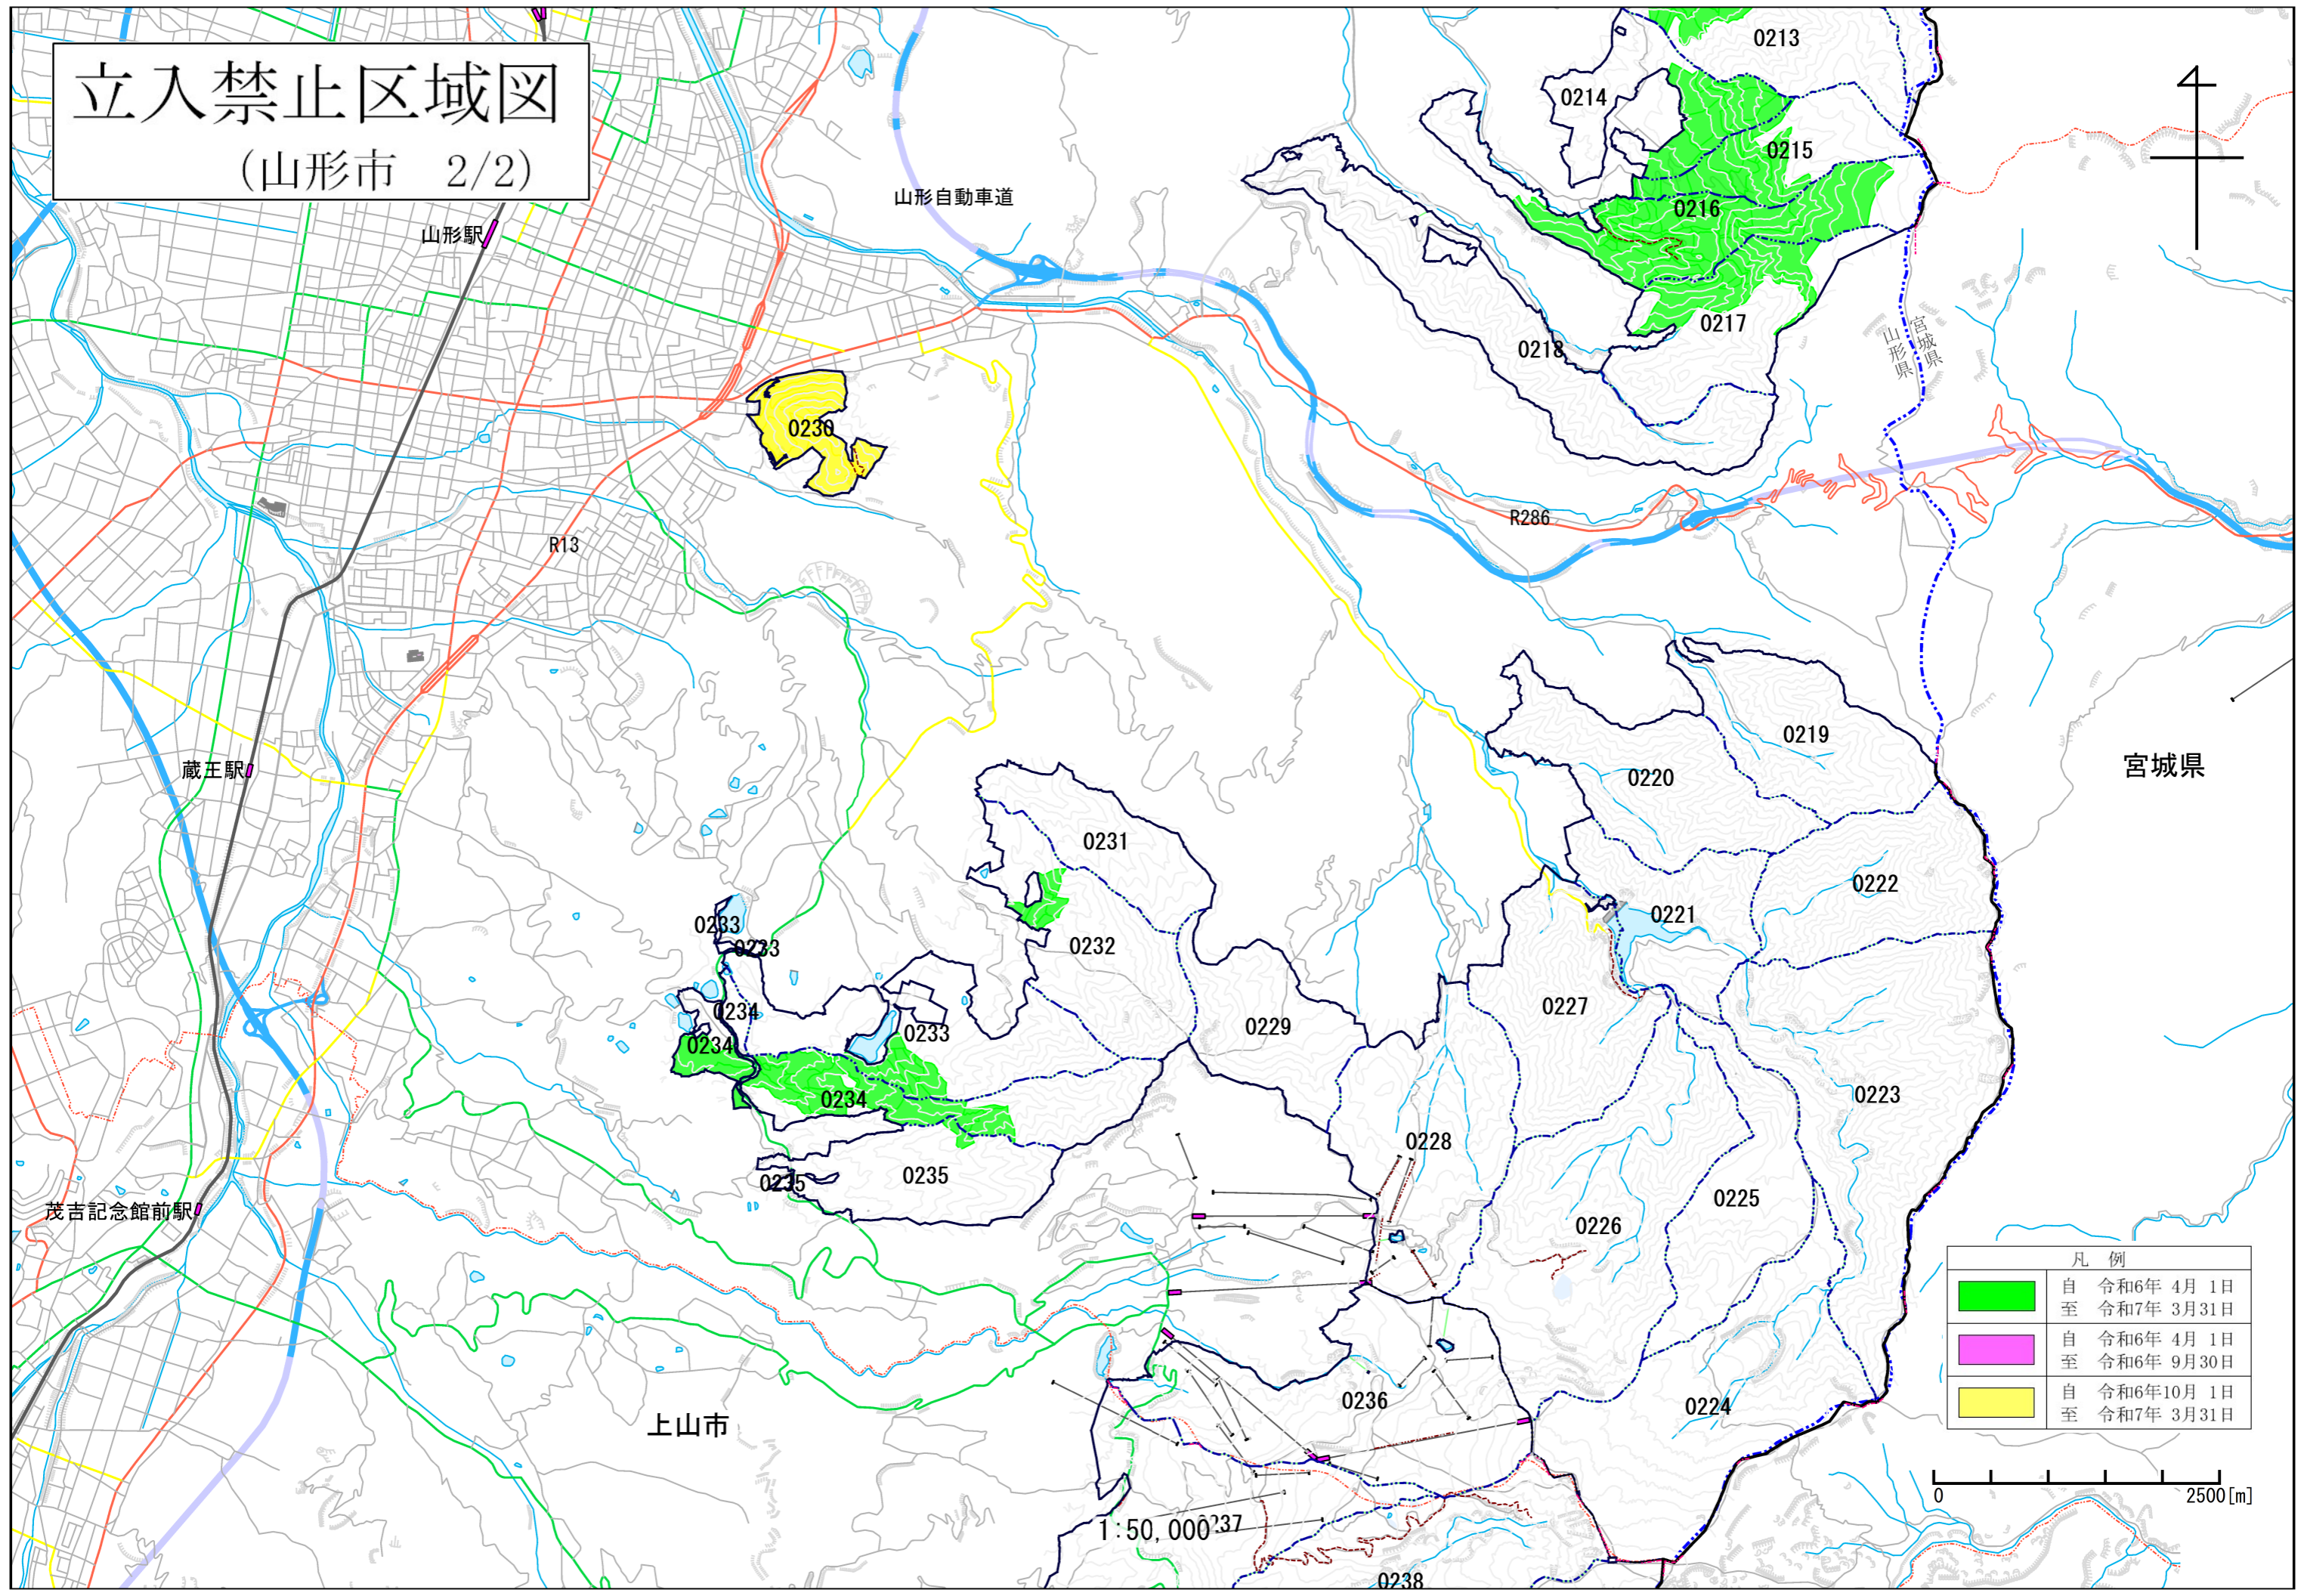 立入禁止区域図
(山形市　2/2)
0213
0214
0215
0216
0217
0218
山形自動車道
山形駅
山形県
宮城県
0230
R286
R13
0219
0220
宮城県
蔵王駅
0231
0222
0221
0233
0233
0232
0227
0234
0229
0233
0234
0223
0234
0228
0235
0235
0225
茂吉記念館前駅
0226
0236
0224
上山市
凡 例
自 令和6年 4月 1日
至 令和7年 3月31日
自 令和6年 4月 1日
至 令和6年 9月30日
自 令和6年10月 1日
至 令和7年 3月31日
0 2500[m]
1:50,000
237
0238